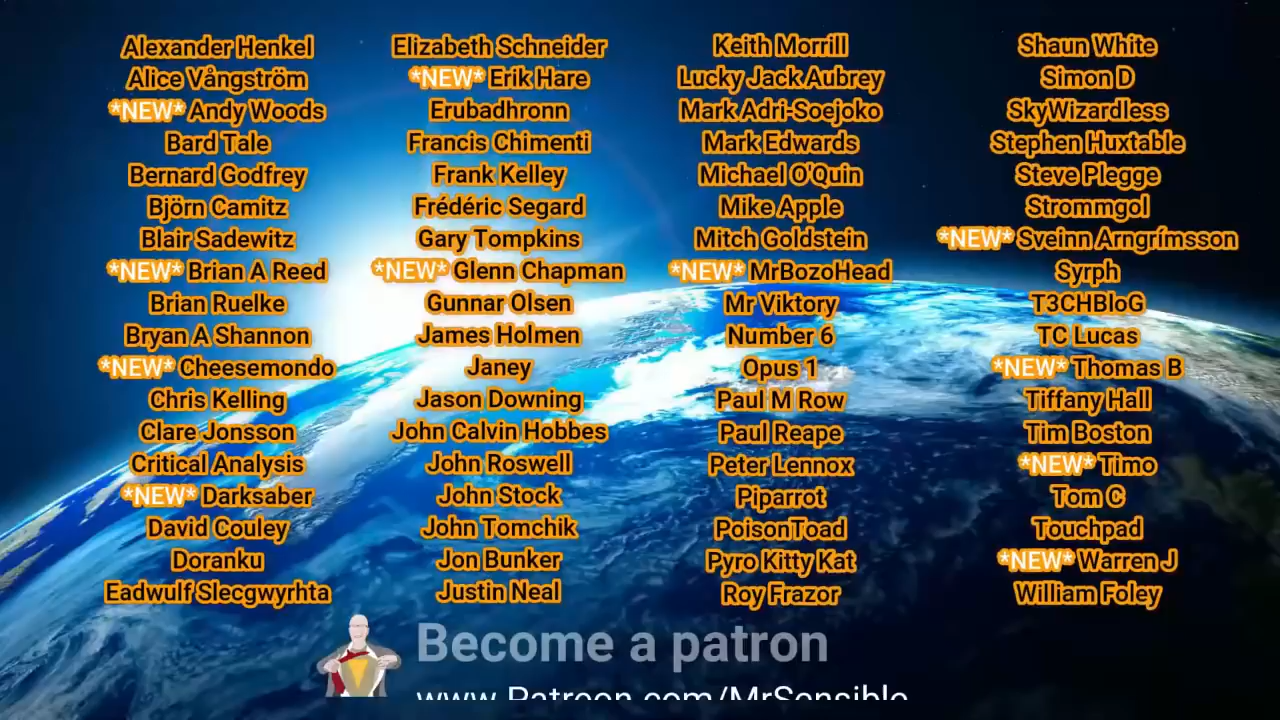 Alexander Henkel
Alice Vångström
*NEW* Andy Woods
Bard Tale
Bernard Godfrey
Björn Camitz
Blair Sadewitz
*NEW* Brian A Reed
Brian Ruelke
Bryan A Shannon
*NEW* Cheesemondo
Chris Kelling
Clare Jonsson
Critical Analysis
*NEW* Darksaber
David Couley
Doranku
Eadwulf Slecgwyrhta
Elizabeth Schneider
*NEW* Erik Hare
Erubadhronn
Francis Chimenti
Frank Kelley
Frédéric Segard
Gary Tompkins
*NEW* Glenn Chapman
Gunnar Olsen
James Holmen
Janey
Jason Downing
John Calvin Hobbes
John Roswell
John Stock
John Tomchik
Jon Bunker
Justin Neal
Keith Morrill
Lucky Jack Aubrey
Mark Adri-Soejoko
Mark Edwards
Michael O'Quin
Mike Apple
Mitch Goldstein
*NEW* MrBozoHead
Mr Viktory
Number 6
Opus 1
Paul M Row
Paul Reape
Peter Lennox
Piparrot
PoisonToad
Pyro Kitty Kat
Roy Frazor
Shaun White
Simon D
SkyWizardless
Stephen Huxtable
Steve Plegge
Strommgol
*NEW* Sveinn Arngrímsson
Syrph
T3CHBloG
TC Lucas
*NEW* Thomas B
Tiffany Hall
Tim Boston
*NEW* Timo
Tom C
Touchpad
*NEW* Warren J
William Foley
Become a patron
www.Patreon.com/MrSensible